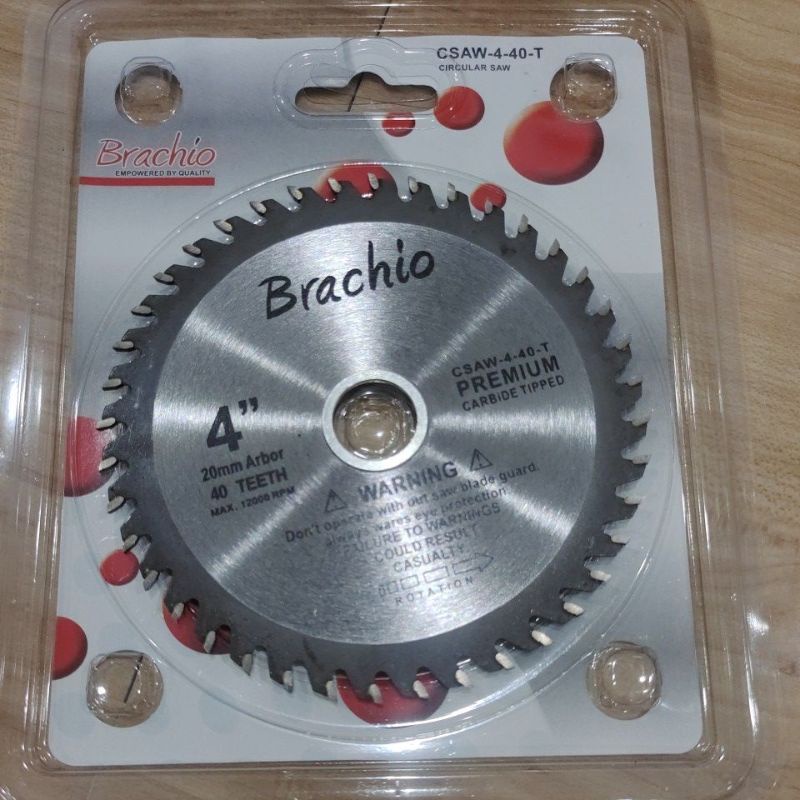 CSAW-4-40-T
CIRCULAR SAW
Brachio
EMPOWERED BY QUALITY
Brachio
CSAW-4-40-T
PREMIUM
CARBIDE TIPPED
4"
20mm Arbor
40 TEETH
MAX. 12000 RPM
WARNING
Don't operate with out saw blade guard.
always wares eye protection
FAILURE TO WARNINGS
COULD RESULT
CASUALTY
ROTATION